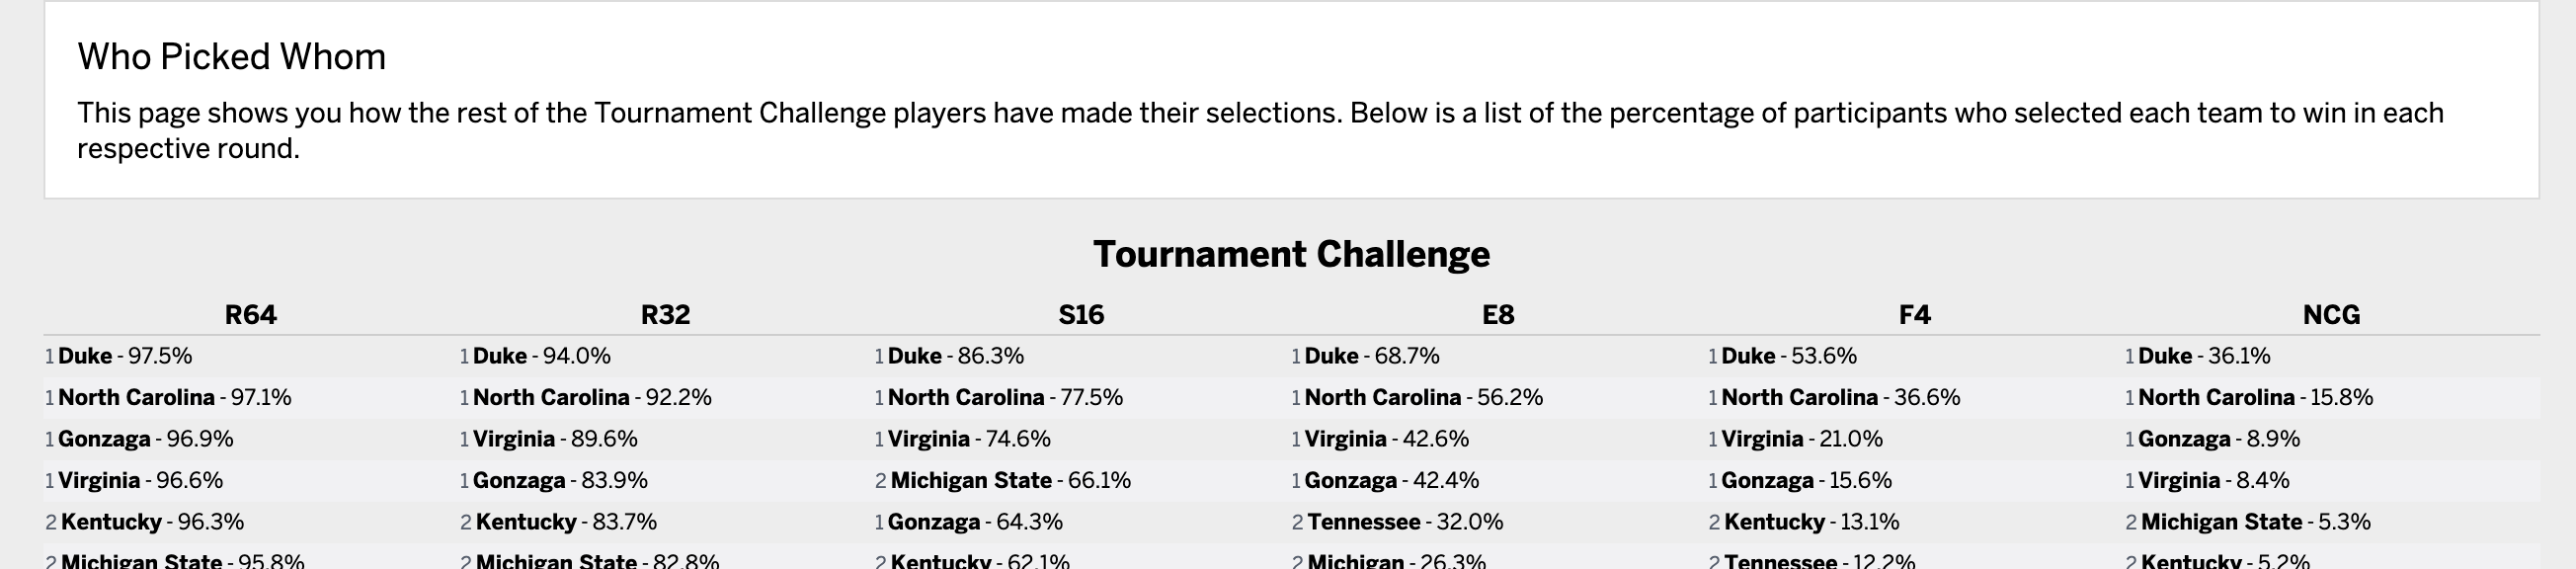 Who Picked Whom
This page shows you how the rest of the Tournament Challenge players have made their selections. Below is a list of the percentage of participants who selected each team to win in each
respective round.
Tournament Challenge
R64 R32 S16 E8 F4 NCG
1 Duke - 97.5% 1 Duke - 94.0% 1 Duke - 86.3% 1 Duke - 68.7% 1 Duke - 53.6% 1 Duke - 36.1%
1 North Carolina - 97.1% 1 North Carolina - 92.2% 1 North Carolina - 77.5% 1 North Carolina - 56.2% 1 North Carolina - 36.6% 1 North Carolina - 15.8%
1 Gonzaga - 96.9% 1 Virginia - 89.6% 1 Virginia - 74.6% 1 Virginia - 42.6% 1 Virginia - 21.0% 1 Gonzaga - 8.9%
1 Virginia - 96.6% 1 Gonzaga - 83.9% 2 Michigan State - 66.1% 1 Gonzaga - 42.4% 1 Gonzaga - 15.6% 1 Virginia - 8.4%
2 Kentucky - 96.3% 2 Kentucky - 83.7% 1 Gonzaga - 64.3% 2 Tennessee - 32.0% 2 Kentucky - 13.1% 2 Michigan State - 5.3%
2 Michigan State - 95.8% 2 Michigan State - 82.8% 2 Kentucky - 62.1% 2 Michigan - 26.3% 2 Tennessee - 12.2% 2 Kentucky - 5.2%